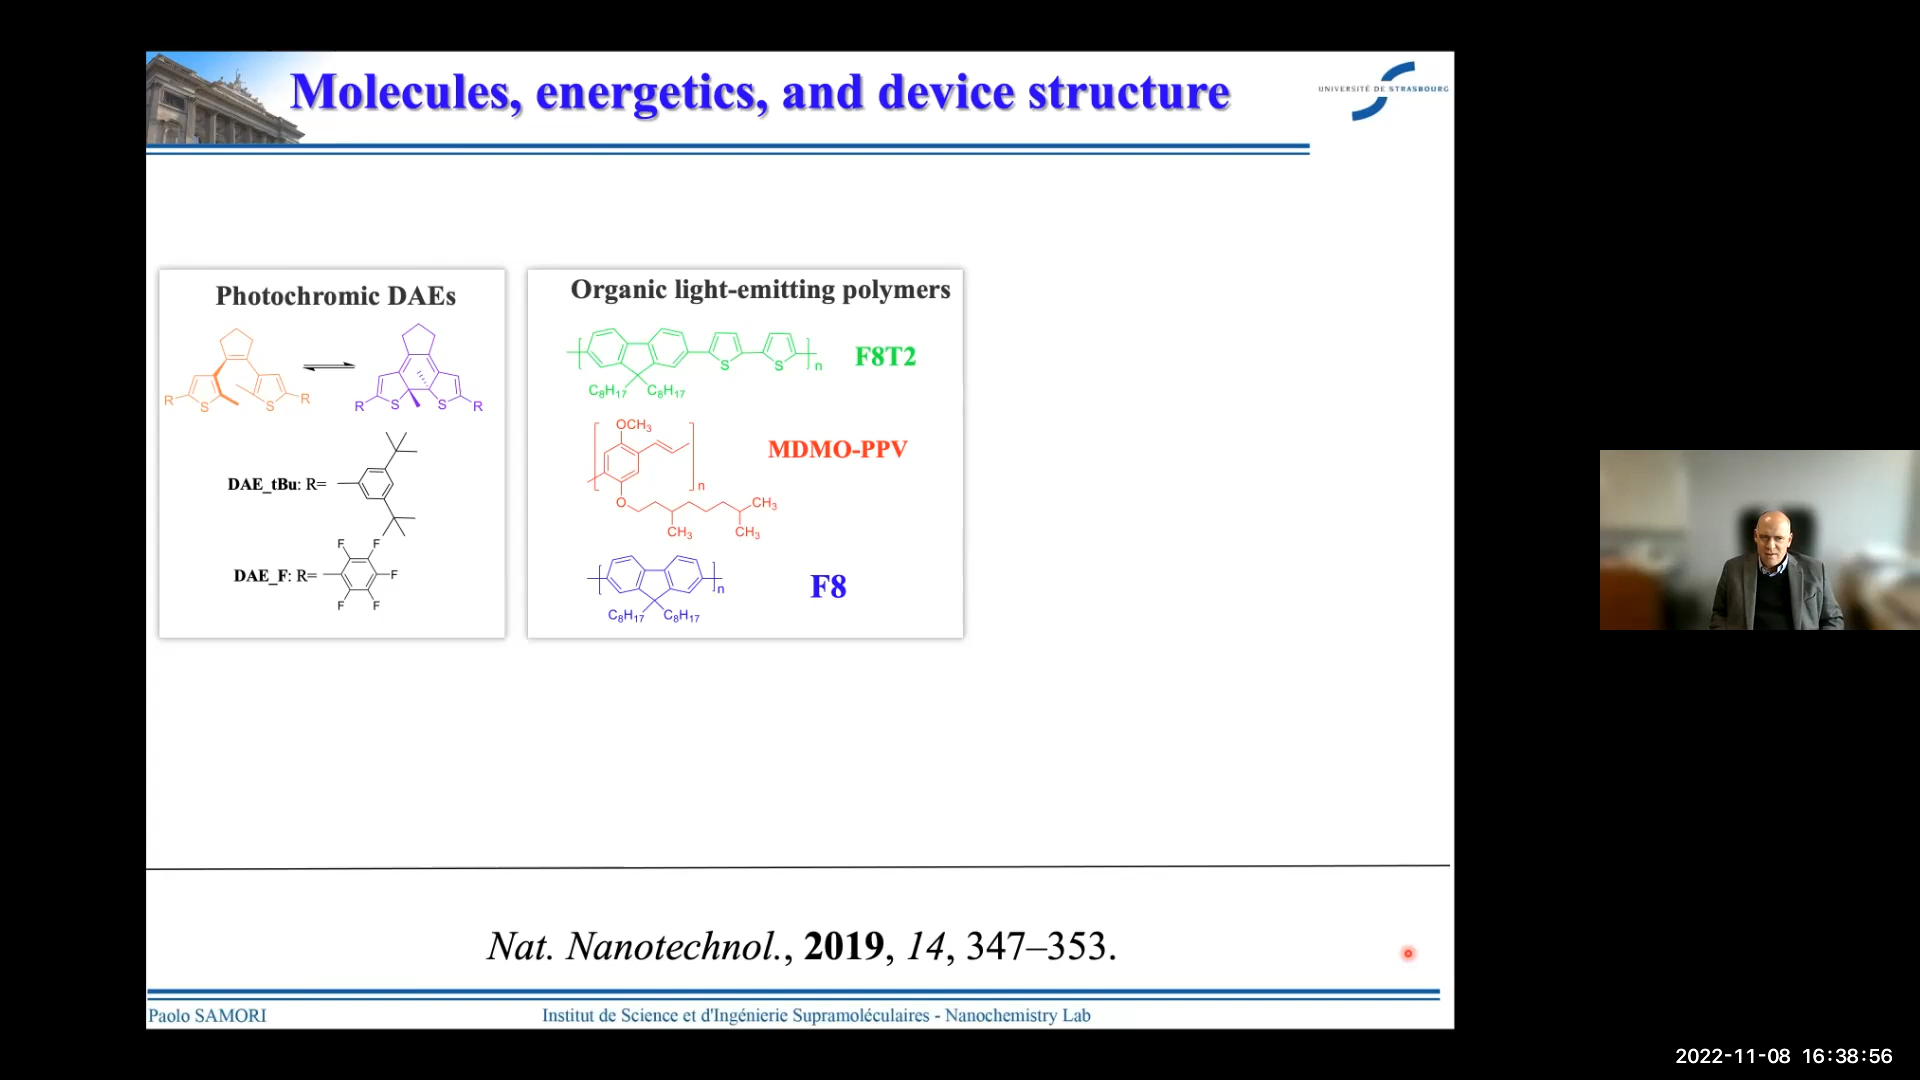 Molecules, energetics, and device structure
UNIVERSITÉ DE STRASBOURG
Photochromic DAEs
R
S
S
R
R
S
S
R
DAE_tBu: R=
DAE_F: R=
F
F
F
F
F
Organic light-emitting polymers
S
S
n
C8H17
C8H17
F8T2
OCH3
n
O
CH3
CH3
CH3
MDMO-PPV
n
C8H17
C8H17
F8
Nat. Nanotechnol., 2019, 14, 347–353.
Paolo SAMORI
Institut de Science et d'Ingénierie Supramoléculaires - Nanochemistry Lab
2022-11-08 16:38:56